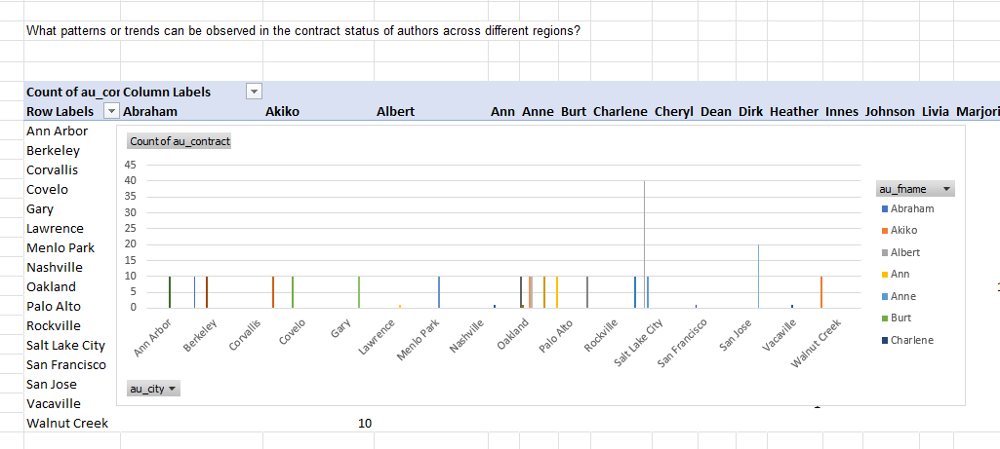 What patterns or trends can be observed in the contract status of authors across different regions?
Count of au_cor Column Labels
Row Labels Abraham Akiko Albert Ann Anne Burt Charlene Cheryl Dean Dirk Heather Innes Johnson Livia Marjori
Ann Arbor
Berkeley
Corvallis
Covelo
Gary
Lawrence
Menlo Park
Nashville
Oakland
Palo Alto
Rockville
Salt Lake City
San Francisco
San Jose
Vacaville
Walnut Creek 10
Count of au_contract
45
40
35
30
25
20
15
10
5
0
Ann Arbor Berkeley Corvallis Covelo Gary Lawrence Menlo Park Nashville Oakland Palo Alto Rockville Salt Lake City San Francisco San Jose Vacaville Walnut Creek
au_city
au_fname
Abraham
Akiko
Albert
Ann
Anne
Burt
Charlene